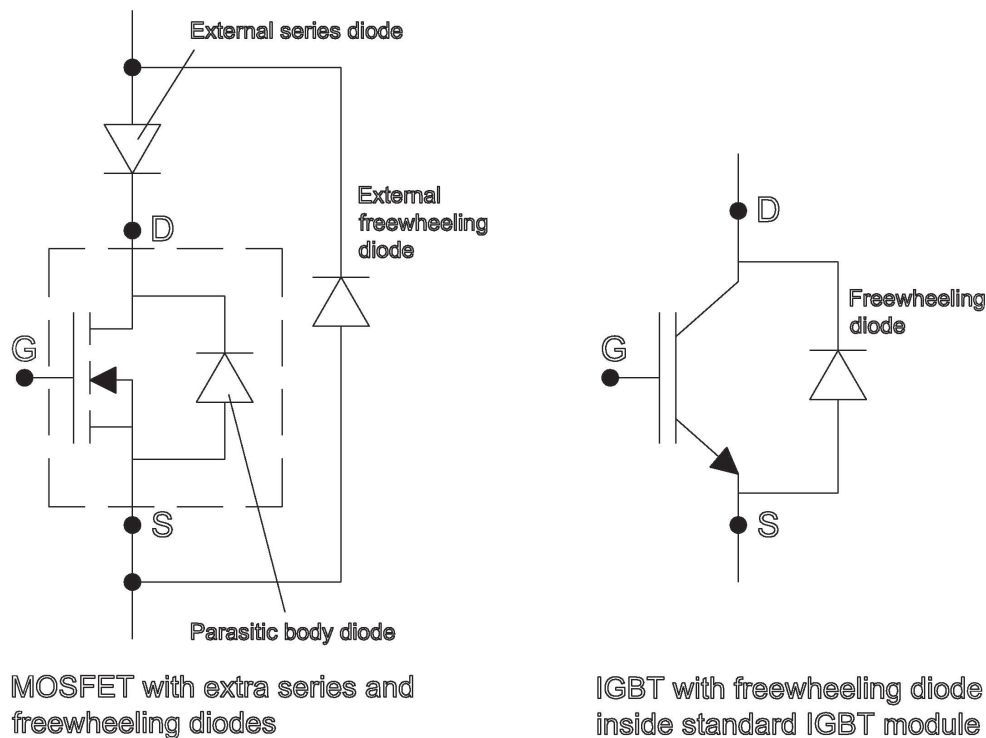 External series diode
D
External
freewheeling
diode
G
S
Parasitic body diode
MOSFET with extra series and
freewheeling diodes
D
Freewheeling
diode
G
S
IGBT with freewheeling diode
inside standard IGBT module